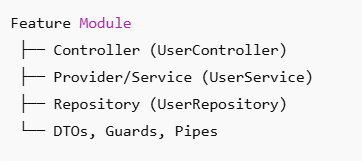 Feature Module
├── Controller (UserController)
├── Provider/Service (UserService)
├── Repository (UserRepository)
└── DTOs, Guards, Pipes